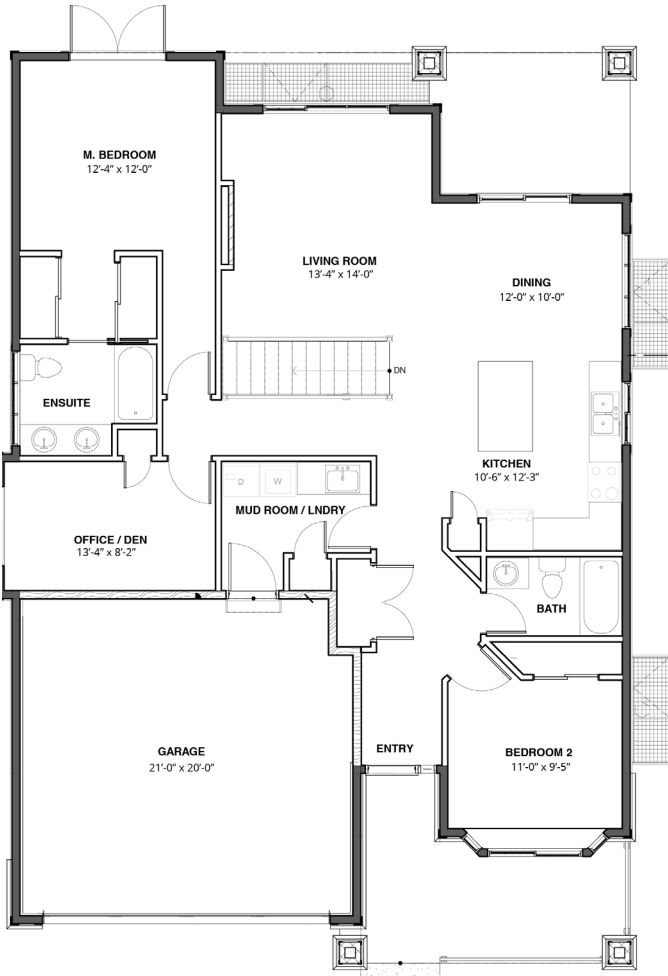 M. BEDROOM
12'-4" x 12'-0"
LIVING ROOM
13'-4" x 14'-0"
DINING
12'-0" x 10'-0"
DN
ENSUITE
KITCHEN
10'-6" x 12'-3"
D
W
MUD ROOM / LNDRY
OFFICE / DEN
13'-4" x 8'-2"
BATH
GARAGE
21'-0" x 20'-0"
ENTRY
BEDROOM 2
11'-0" x 9'-5"